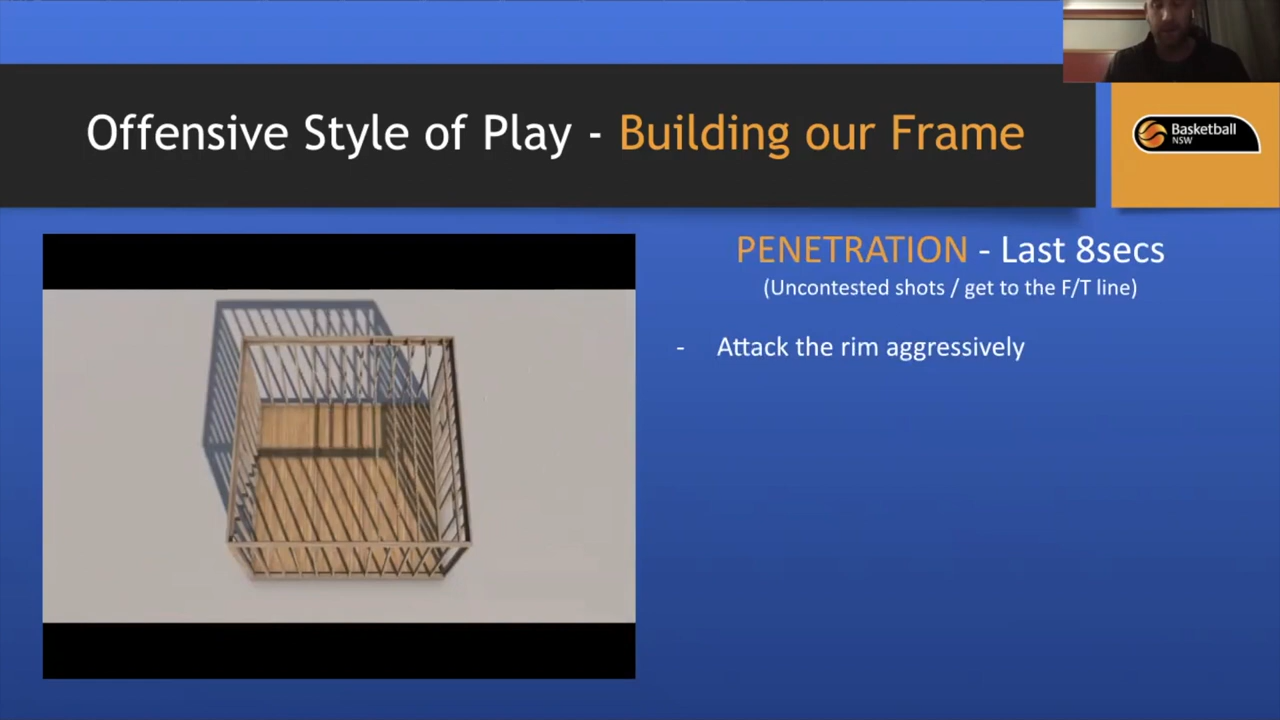 Offensive Style of Play - Building our Frame
Basketball
NSW
PENETRATION - Last 8secs
(Uncontested shots / get to the F/T line)
- Attack the rim aggressively